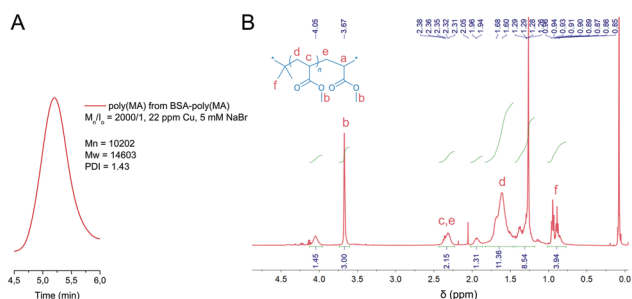 A
poly(MA) from BSA-poly(MA)
Mn/Io = 2000/1, 22 ppm Cu, 5 mM NaBr
Mn = 10202
Mw = 14603
PDI = 1.43
4,5 5,0 5,5 6,0
Time (min)
B
4.05
3.67
2.38
2.36
2.35
2.32
2.31
2.05
1.96
1.94
1.68
1.60
1.29
1.29
1.28
0.94
0.93
0.91
0.90
0.89
0.87
0.86
0.85
d e
c a
n
f
O O O O
b b
b
c,e
d
f
1.45
3.00
2.15
1.31
11.36
8.54
3.94
4.5 4.0 3.5 3.0 2.5 2.0 1.5 1.0 0.5 0.0
δ (ppm)